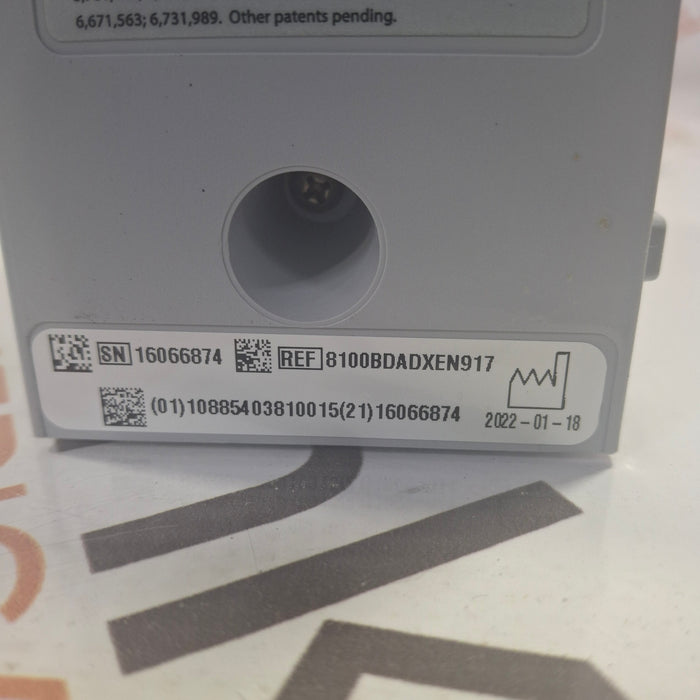 6,671,563; 6,731,989. Other patents pending.
SN 16066874 REF 8100BDADXEN917
(01)10885403810015(21)16066874 2022-01-18